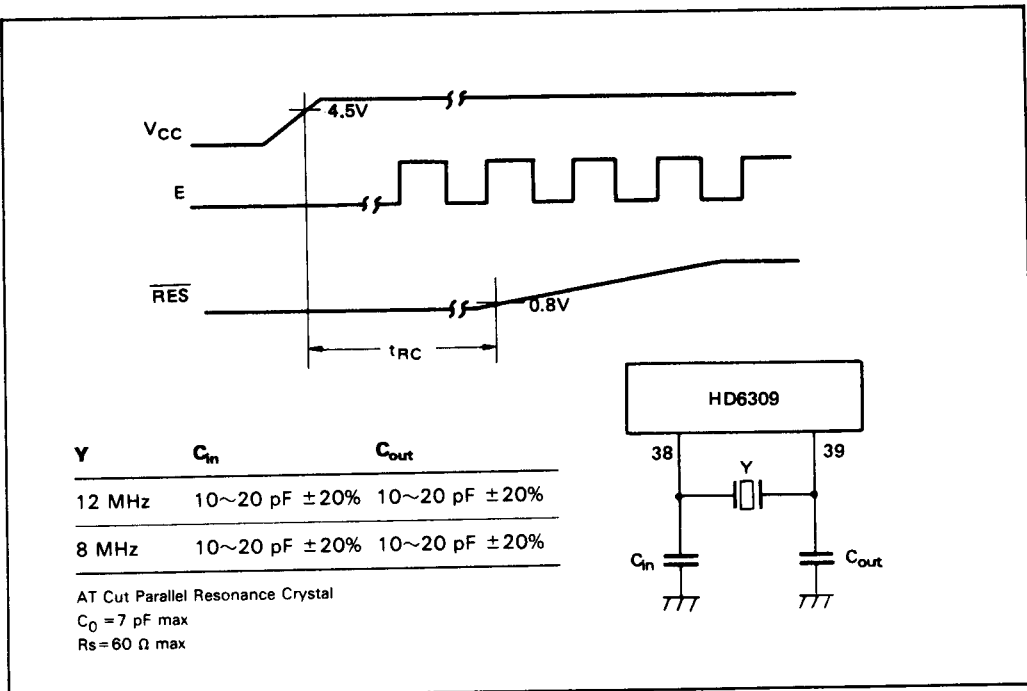 4.5V
VCC
E
RES
0.8V
tRC
HD6309
38 39
Y
Y Cin Cout
12 MHz 10~20 pF ±20% 10~20 pF ±20%
8 MHz 10~20 pF ±20% 10~20 pF ±20%
Cin Cout
AT Cut Parallel Resonance Crystal
C0 = 7 pF max
Rs = 60 Ω max